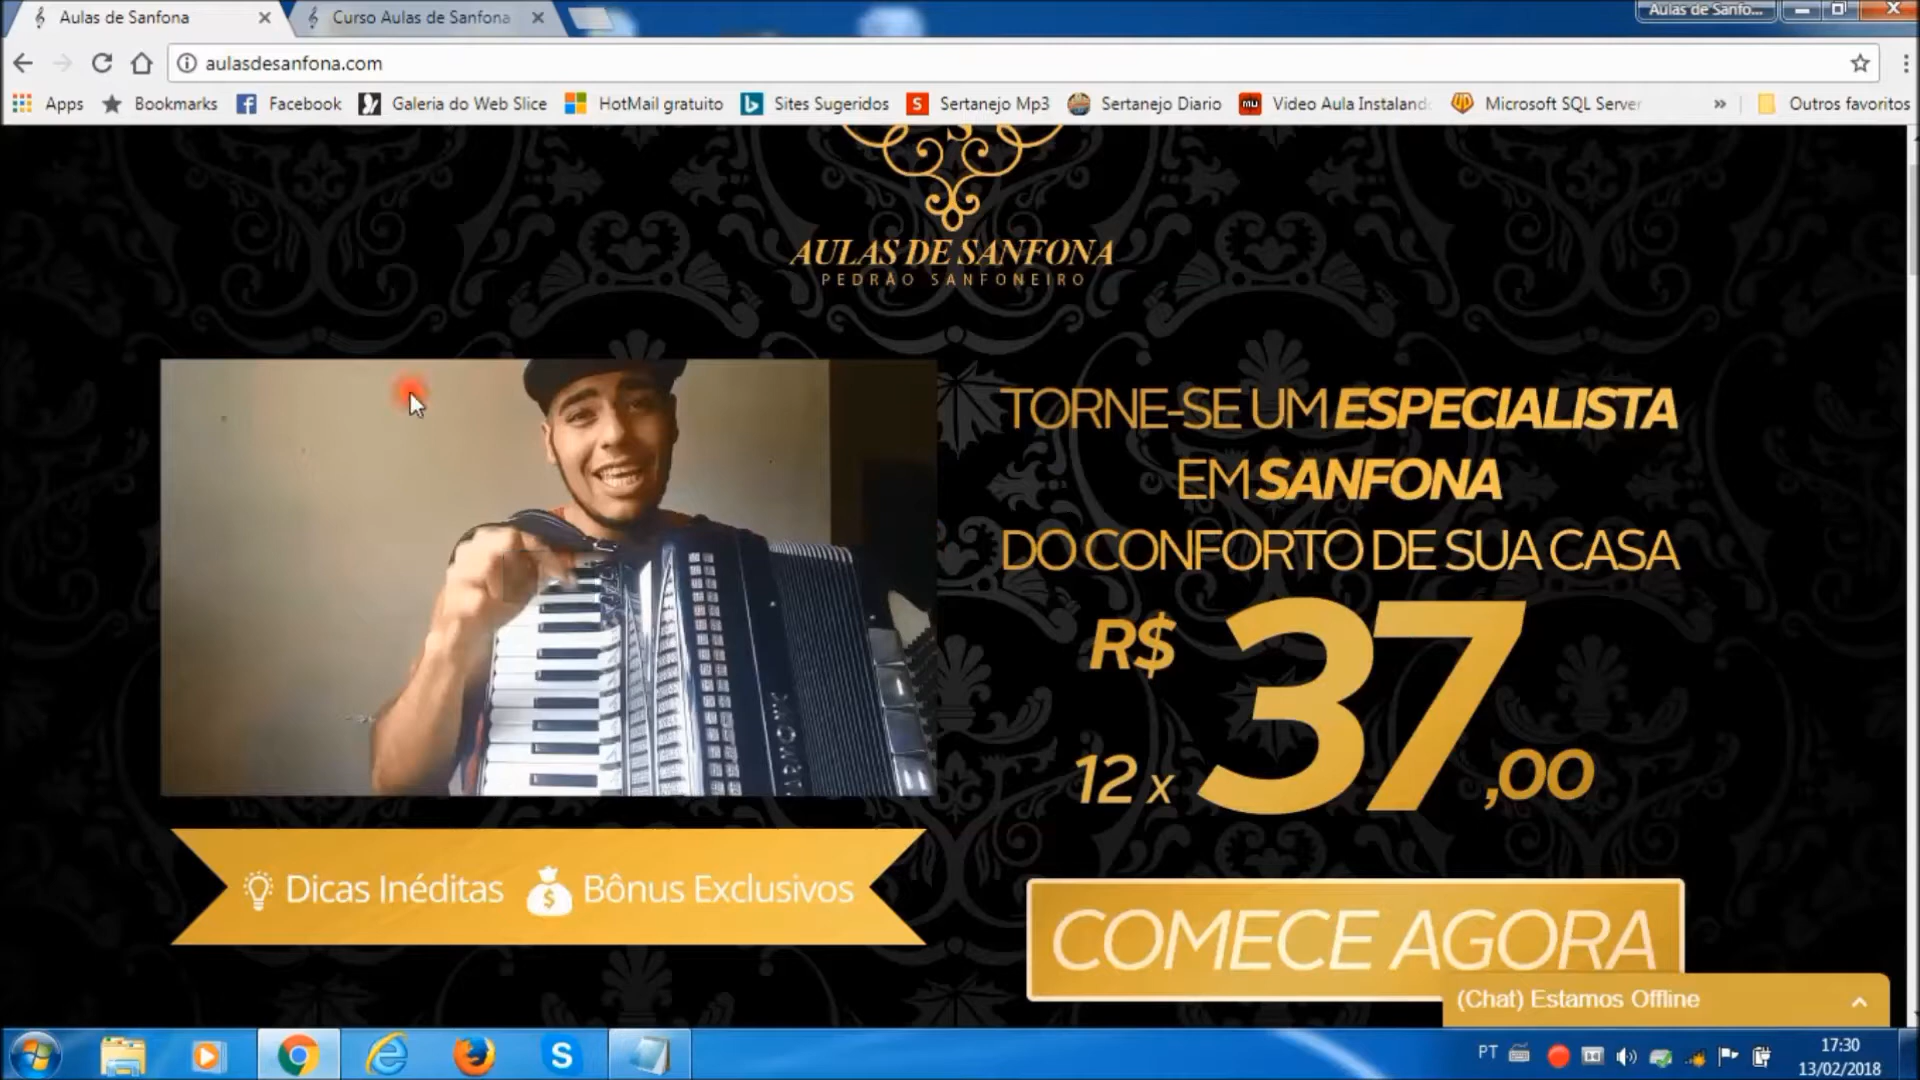 Aulas de Sanfona
Curso Aulas de Sanfona
Aulas de Sanfo...
aulasdesanfona.com
Apps
Bookmarks
Facebook
Galeria do Web Slice
HotMail gratuito
Sites Sugeridos
Sertanejo Mp3
Sertanejo Diario
Video Aula Instaland
Microsoft SQL Server
»
Outros favoritos
AULAS DE SANFONA
PEDRÃO SANFONEIRO
TORNE-SE UM ESPECIALISTA
EM SANFONA
DO CONFORTO DE SUA CASA
R$ 37,00
12 x
Dicas Inéditas
Bônus Exclusivos
COMECE AGORA
(Chat) Estamos Offline
PT
17:30
13/02/2018